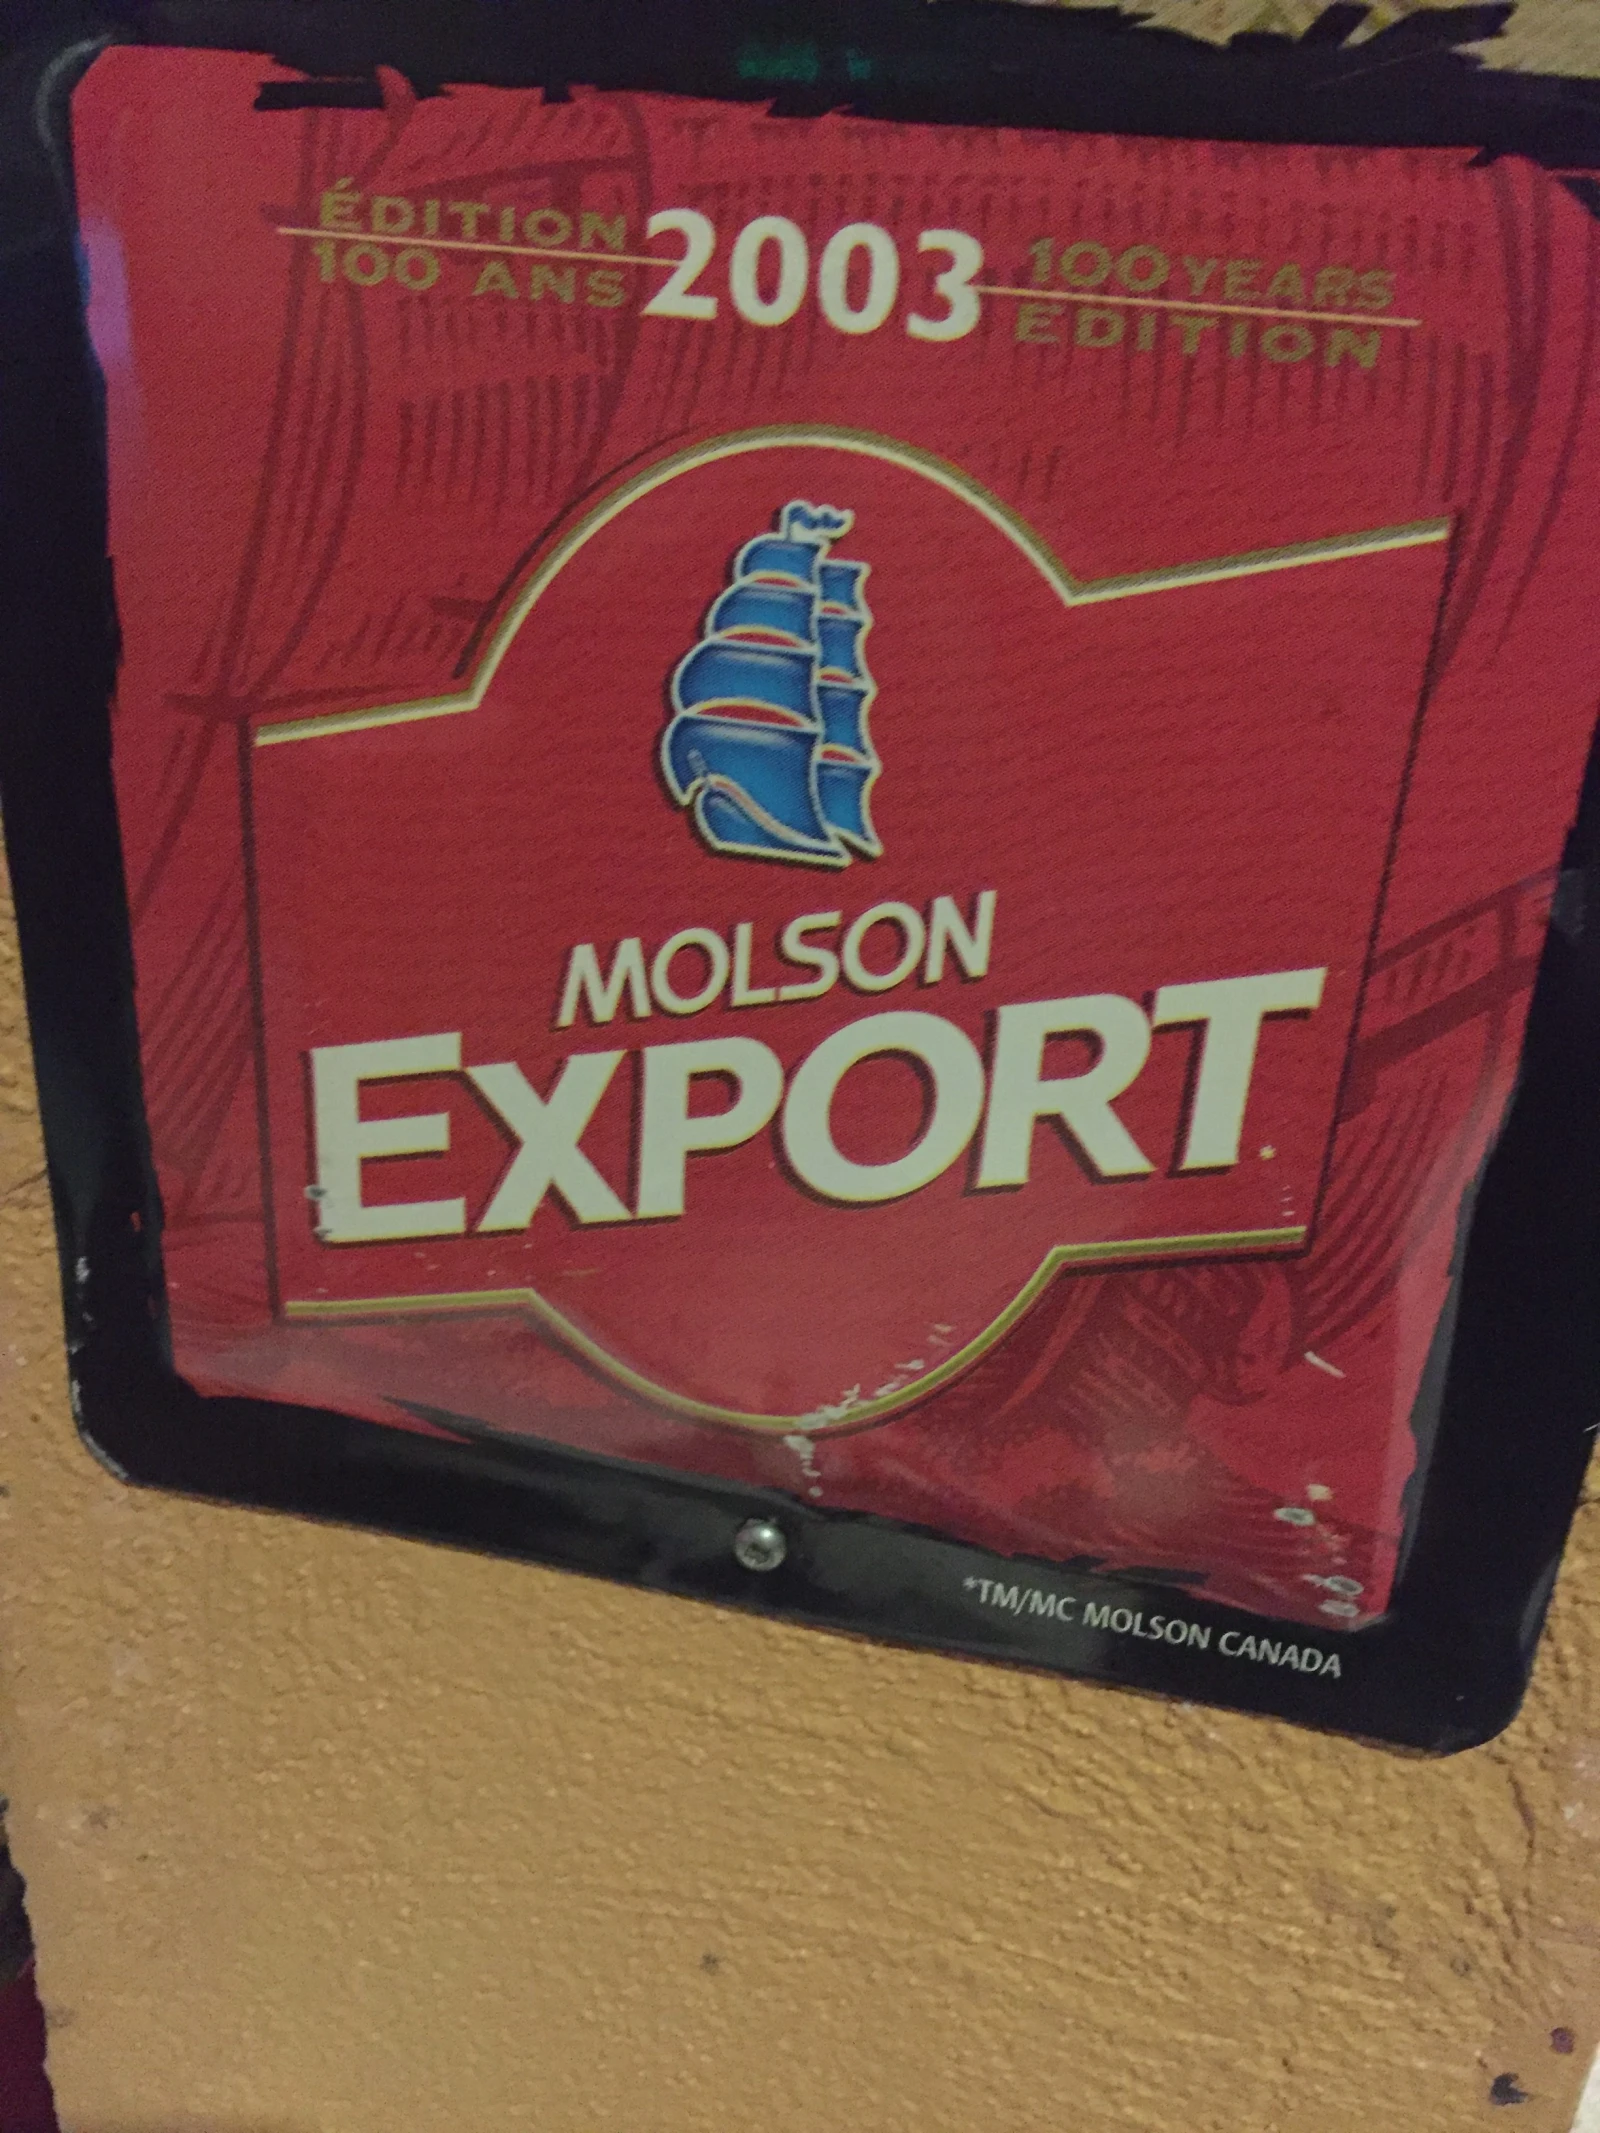 ÉDITION
100 ANS
2003
100 YEARS
EDITION
MOLSON
EXPORT
*TM/MC MOLSON CANADA